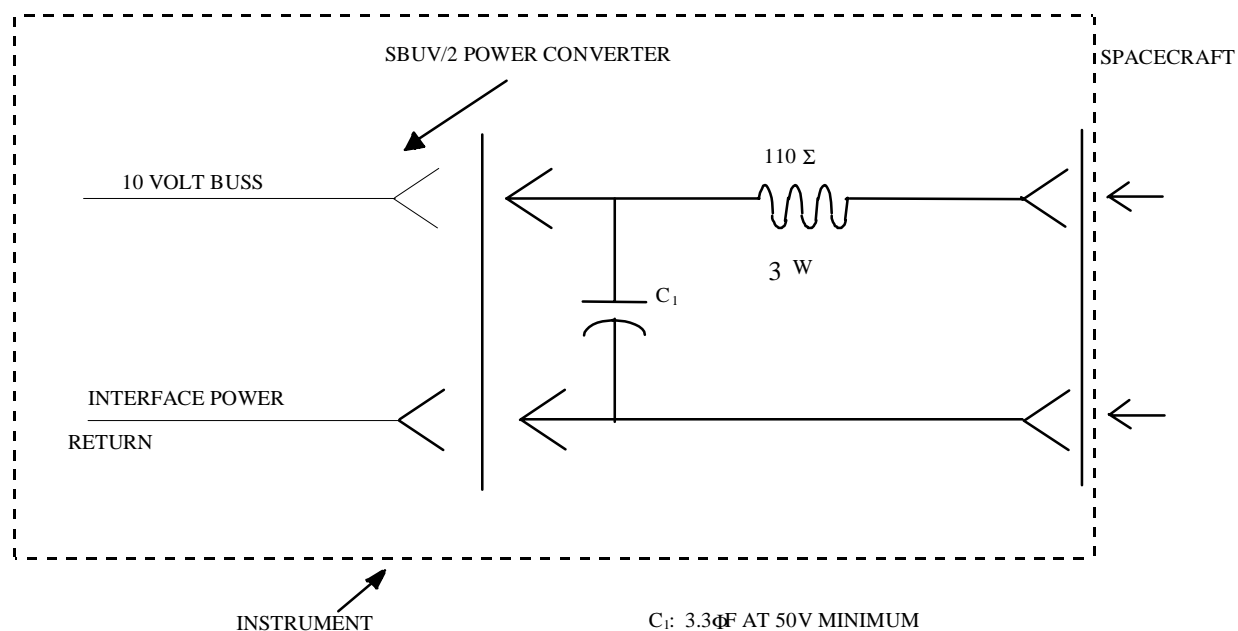 SBUV/2 POWER CONVERTER
SPACECRAFT
110 Σ
10 VOLT BUSS
3 W
C₁
INTERFACE POWER
RETURN
INSTRUMENT
C₁: 3.3ΦF AT 50V MINIMUM